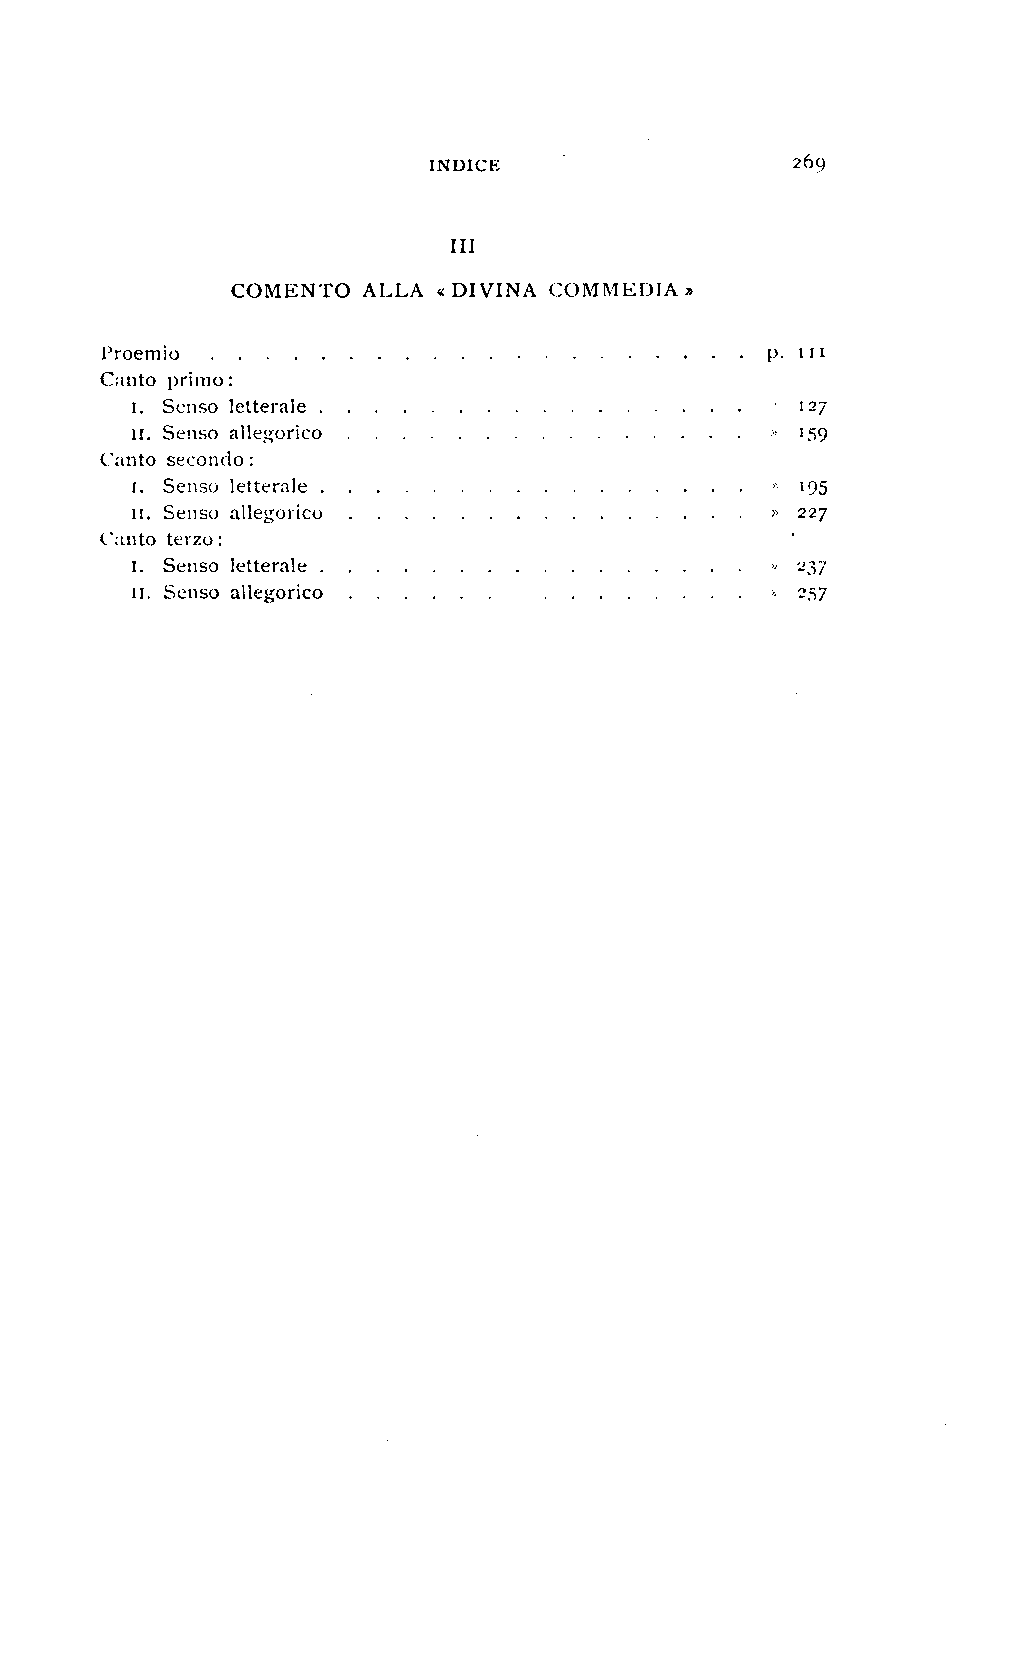 INDICE 269
III
COMENTO ALLA « DIVINA COMMEDIA »
Proemio . . . . . . . . . . . . . . . . . . . . p. 111
Canto primo:
I. Senso letterale . . . . . . . . . . . . . . . . 127
II. Senso allegorico . . . . . . . . . . . . . . . » 159
Canto secondo:
I. Senso letterale . . . . . . . . . . . . . . . . » 195
II. Senso allegorico . . . . . . . . . . . . . . . » 227
Canto terzo:
I. Senso letterale . . . . . . . . . . . . . . . . » 237
II. Senso allegorico . . . . . . . . . . . . . . » 257